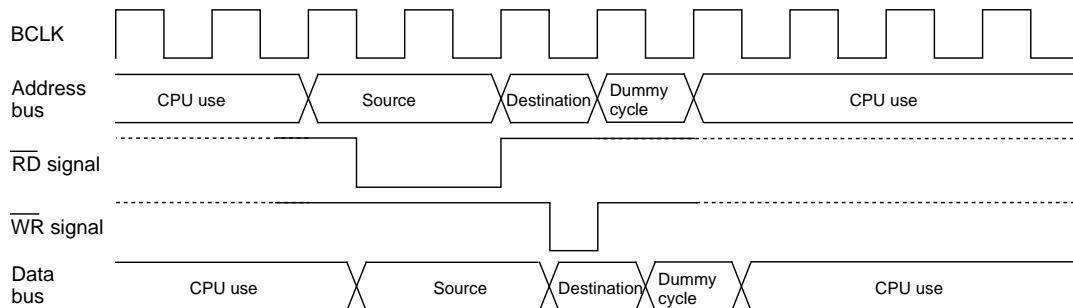 BCLK
Address
bus
CPU use
Source
Destination
Dummy
cycle
CPU use
RD signal
WR signal
Data
bus
CPU use
Source
Destination
Dummy
cycle
CPU use